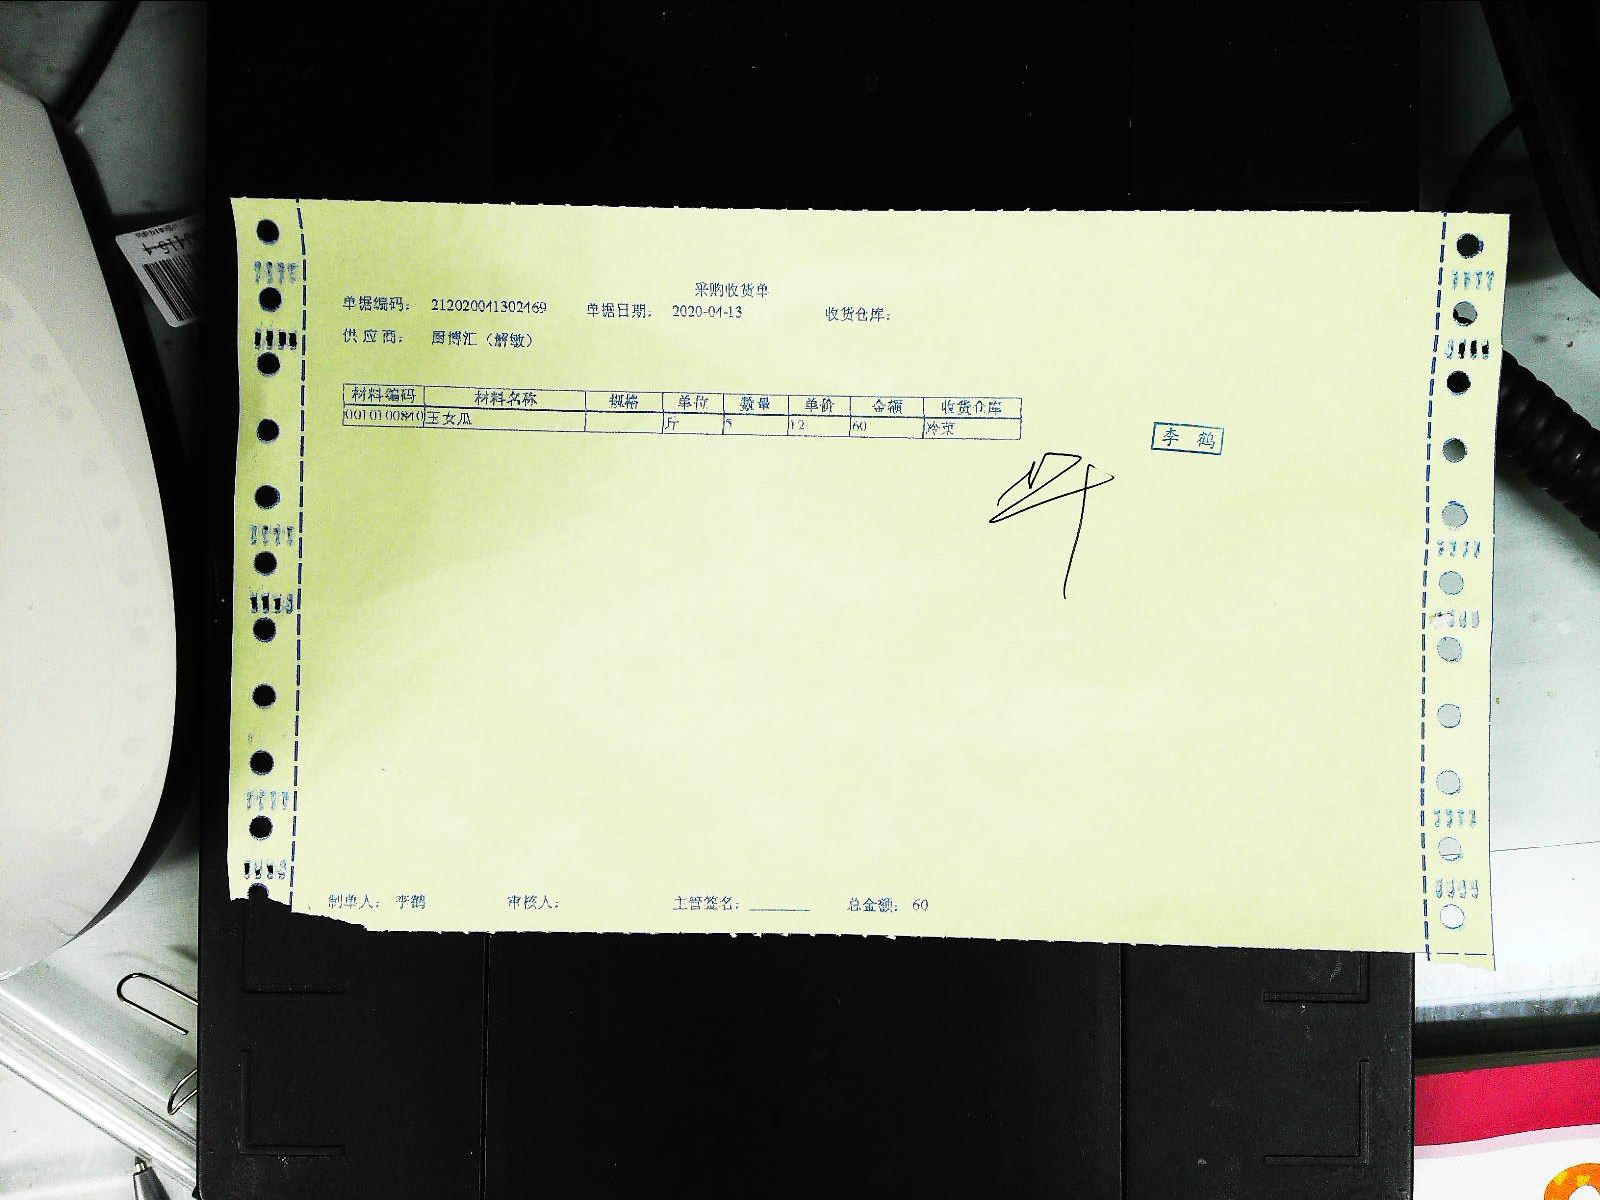 采购收货单
单据编码： 212020041302469 单据日期： 2020-04-13 收货仓库：
供应商： 厨博汇（解敏）
材料编码 材料名称 规格 单位 数量 单价 金额 收货仓库
0010100840 玉女瓜 斤 5 12 60 冷菜
李 鹤
制单人： 李鹤 审核人： 主管签名： 总金额： 60